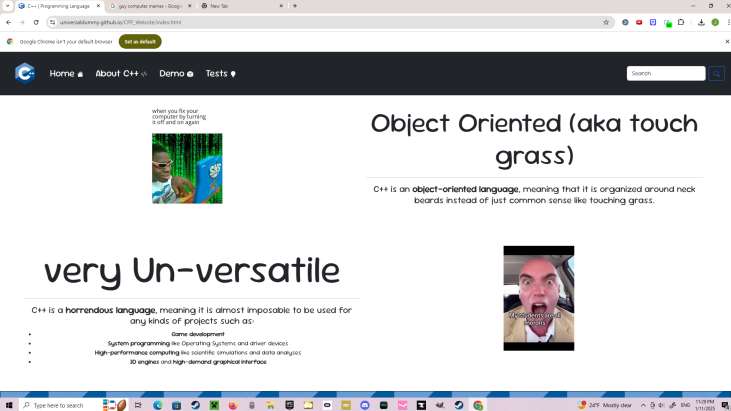 C++ | Programming Language
guy computer memes - Googl
New Tab
universaldummy.github.io/CPP_Website/index.html
Google Chrome isn't your default browser
Set as default
Home
About C++ </>
Demo
Tests
Search
when you fix your
computer by turning
it off and on again
Object Oriented (aka touch
grass)
C++ is an object-oriented language, meaning that it is organized around neck
beards instead of just common sense like touching grass.
very Un-versatile
C++ is a horrendous language, meaning it is almost imposable to be used for
any kinds of projects such as:
Game development
System programming like Operating Systems and driver devices
High-performance computing like scientific simulations and data analyses
3D engines and high-demand graphical interface
My students are all
morons
Type here to search
24°F Mostly clear
ENG
11:29 PM
1/11/2025